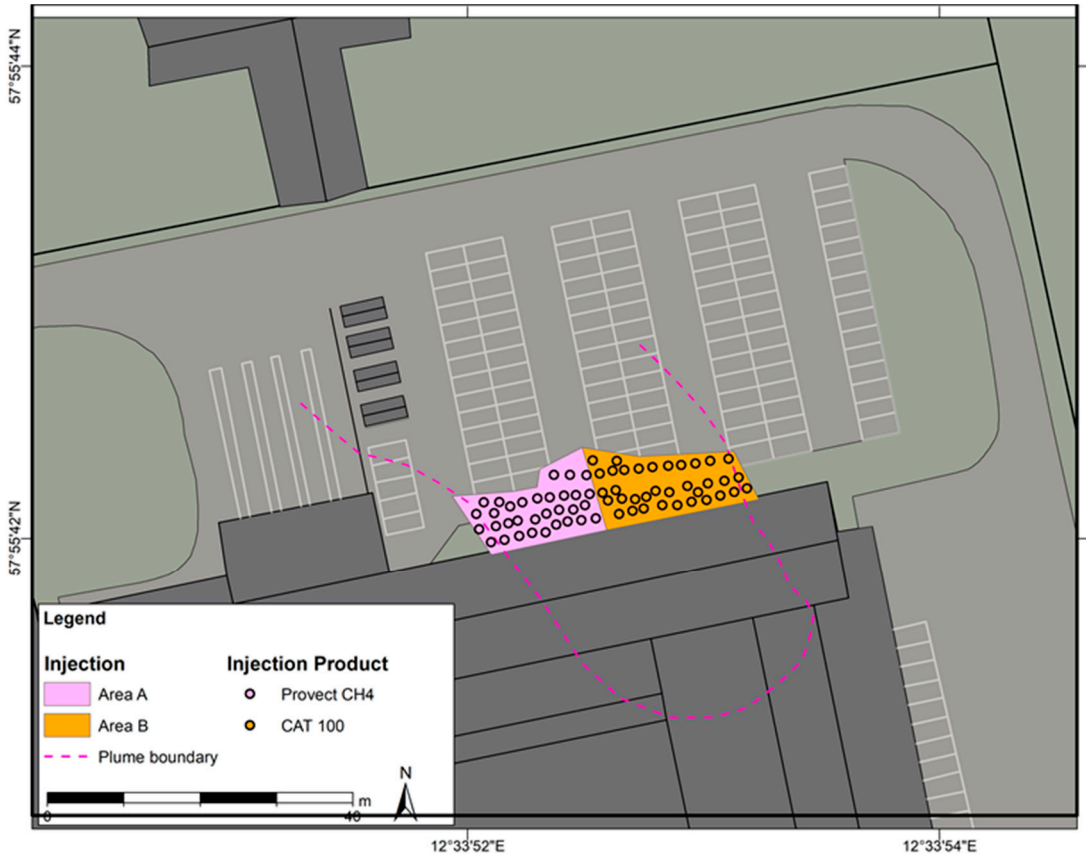 57°55'44"N
57°55'42"N
Legend
Injection
Area A
Area B
Plume boundary
Injection Product
Provect CH4
CAT 100
0 40 m
N
12°33'52"E
12°33'54"E